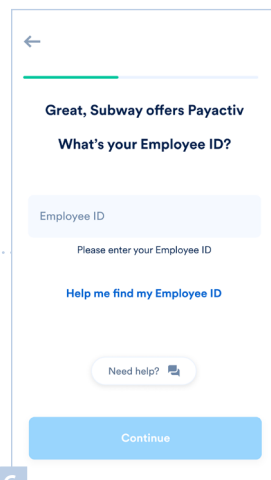 Great, Subway offers Payactiv
What's your Employee ID?
Employee ID
Please enter your Employee ID
Help me find my Employee ID
Need help?
Continue